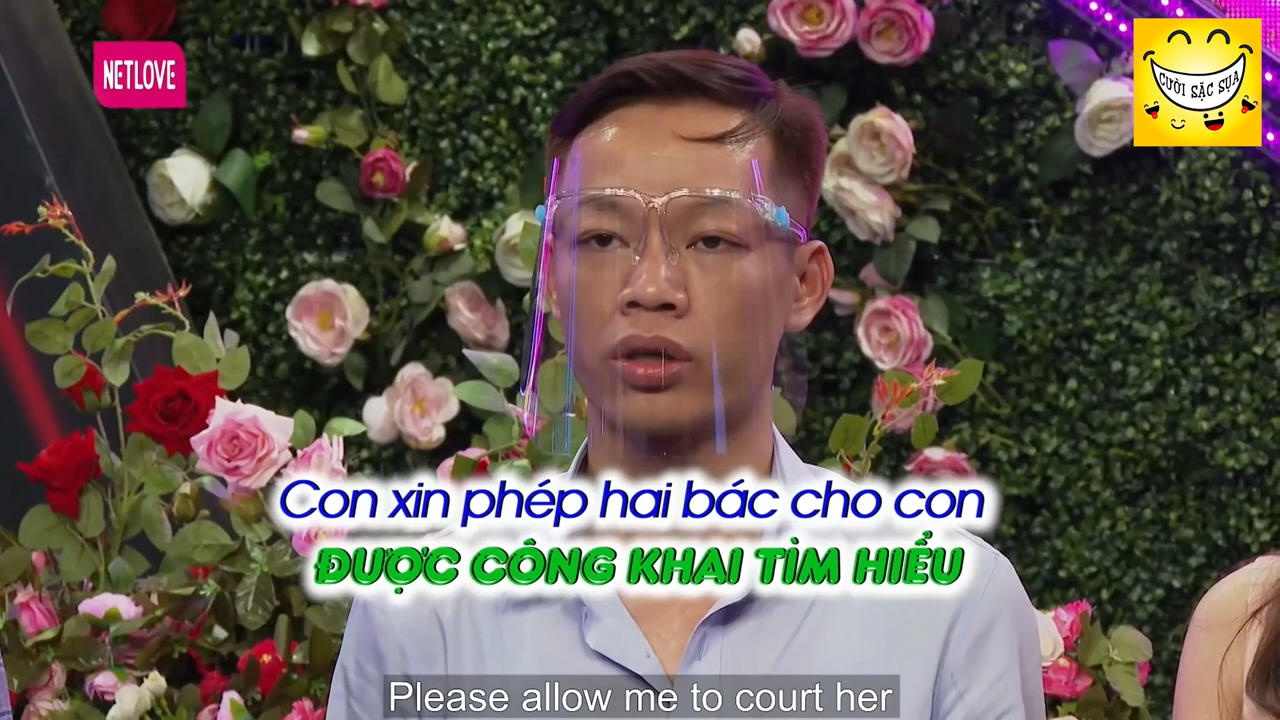 NETLOVE
CƯỜI SẶC SỤA
Con xin phép hai bác cho con
ĐƯỢC CÔNG KHAI TÌM HIỂU
Please allow me to court her